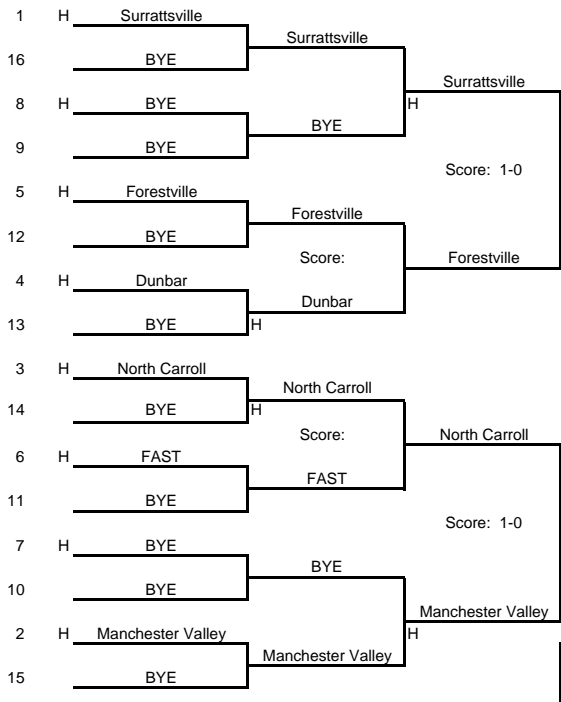 1 H Surrattsville
Surrattsville
16 BYE
Surrattsville
8 H BYE
H
BYE
9 BYE
Score: 1-0
5 H Forestville
Forestville
12 BYE
Score:
Forestville
4 H Dunbar
Dunbar
13 BYE H
3 H North Carroll
North Carroll
14 BYE H
Score:
North Carroll
6 H FAST
FAST
11 BYE
Score: 1-0
7 H BYE
BYE
10 BYE
Manchester Valley
2 H Manchester Valley
H
Manchester Valley
15 BYE